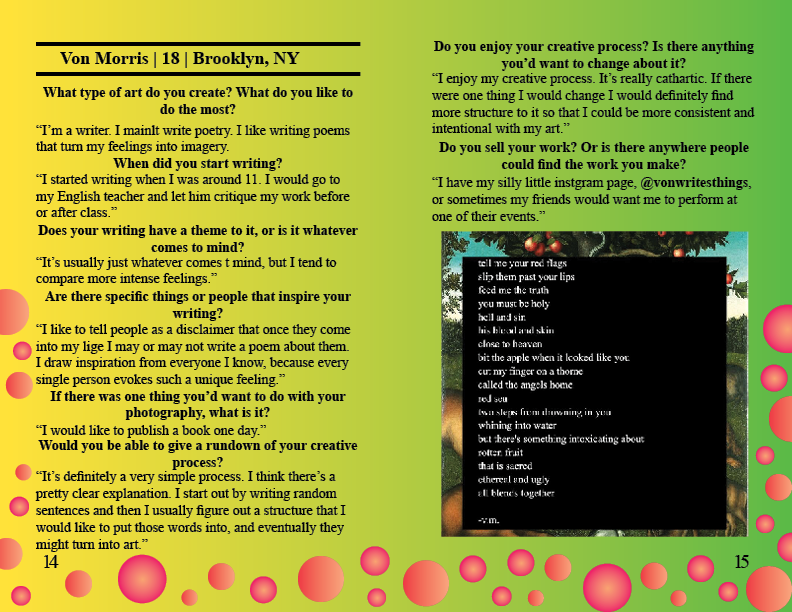 Von Morris | 18 | Brooklyn, NY
What type of art do you create? What do you like to
do the most?
“I’m a writer. I mainlt write poetry. I like writing poems
that turn my feelings into imagery.
When did you start writing?
“I started writing when I was around 11. I would go to
my English teacher and let him critique my work before
or after class.”
Does your writing have a theme to it, or is it whatever
comes to mind?
“It’s usually just whatever comes t mind, but I tend to
compare more intense feelings.”
Are there specific things or people that inspire your
writing?
“I like to tell people as a disclaimer that once they come
into my lige I may or may not write a poem about them.
I draw inspiration from everyone I know, because every
single person evokes such a unique feeling.”
If there was one thing you’d want to do with your
photography, what is it?
“I would like to publish a book one day.”
Would you be able to give a rundown of your creative
process?
“It’s definitely a very simple process. I think there’s a
pretty clear explanation. I start out by writing random
sentences and then I usually figure out a structure that I
would like to put those words into, and eventually they
might turn into art.”
14
Do you enjoy your creative process? Is there anything
you’d want to change about it?
“I enjoy my creative process. It’s really cathartic. If there
were one thing I would change I would definitely find
more structure to it so that I could be more consistent and
intentional with my art.”
Do you sell your work? Or is there anywhere people
could find the work you make?
“I have my silly little instgram page, @vonwritesthings,
or sometimes my friends would want me to perform at
one of their events.”
tell me your red flags
slip them past your lips
feed me the truth
you must be holy
hell and sin
his blood and skin
close to heaven
bit the apple when it looked like you
cut my finger on a thorne
called the angels home
red sea
two steps from drowning in you
whining into water
but there's something intoxicating about
rotten fruit
that is sacred
ethereal and ugly
all blends together
-v.m.
15